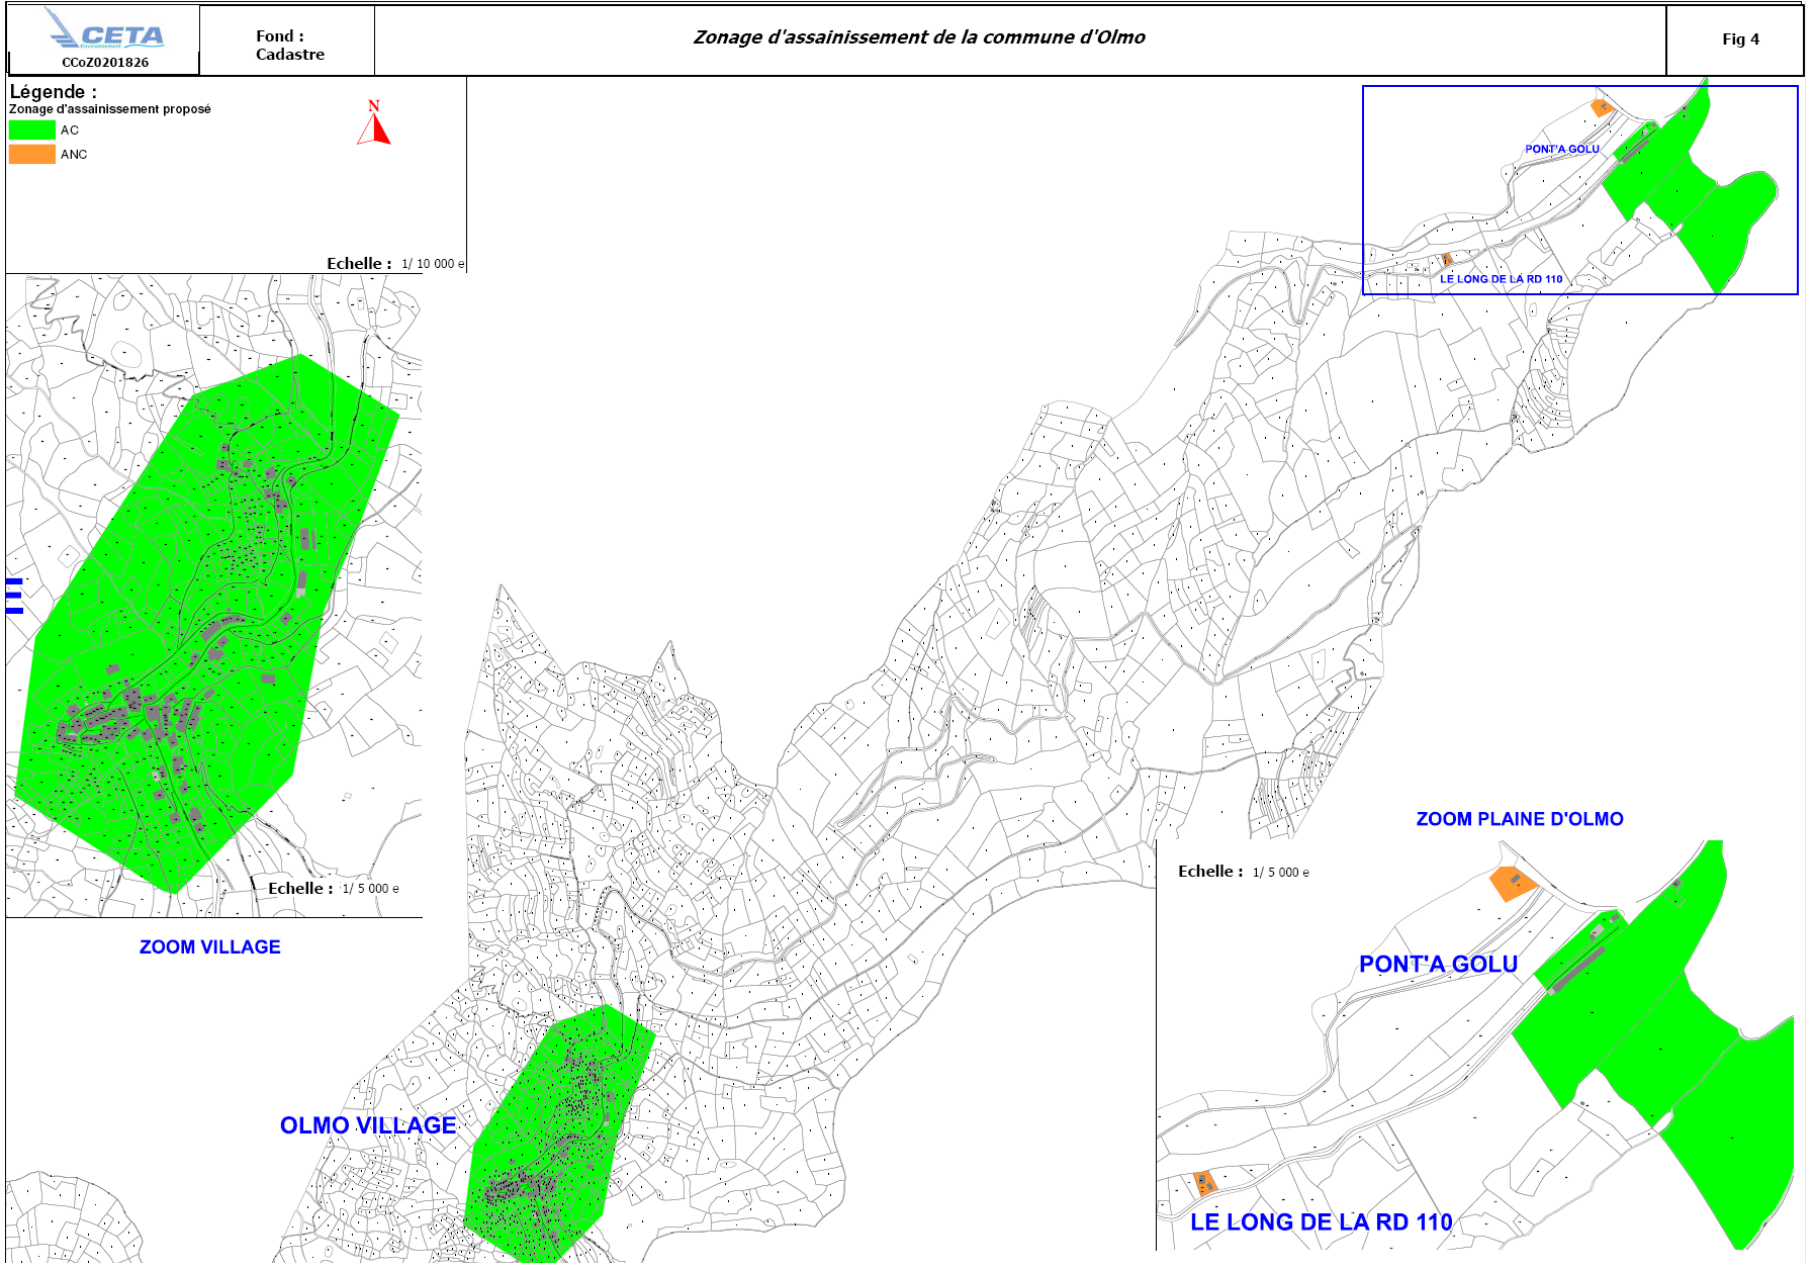 CETA
Environnement
CCoZ0201826
Fond :
Cadastre
Zonage d'assainissement de la commune d'Olmo
Fig 4
Légende :
Zonage d'assainissement proposé
AC
ANC
N
Echelle : 1/ 10 000 e
PONT'A GOLU
LE LONG DE LA RD 110
Echelle : 1/ 5 000 e
ZOOM VILLAGE
OLMO VILLAGE
ZOOM PLAINE D'OLMO
Echelle : 1/ 5 000 e
PONT'A GOLU
LE LONG DE LA RD 110